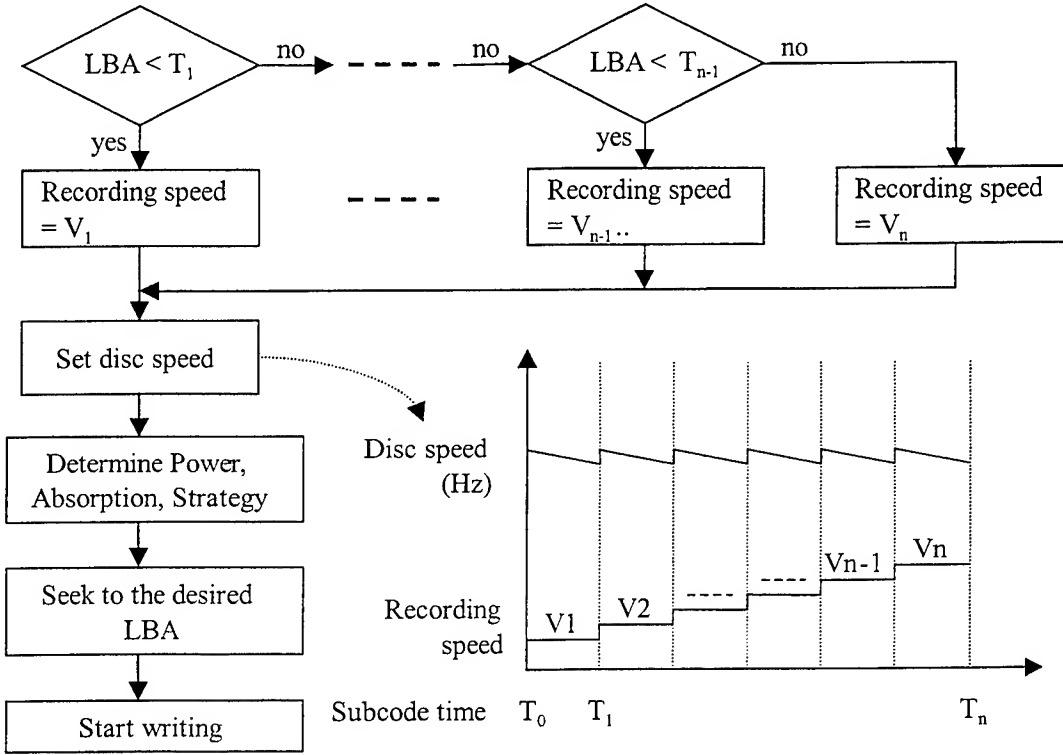 LBA < T₁
no
no
LBA < Tₙ₋₁
no
yes
yes
Recording speed
= V₁
Recording speed
= Vₙ₋₁..
Recording speed
= Vₙ
Set disc speed
Determine Power,
Absorption, Strategy
Seek to the desired
LBA
Start writing
Disc speed
(Hz)
Recording
speed
V1
V2
Vn-1
Vn
Subcode time
T₀
T₁
Tₙ